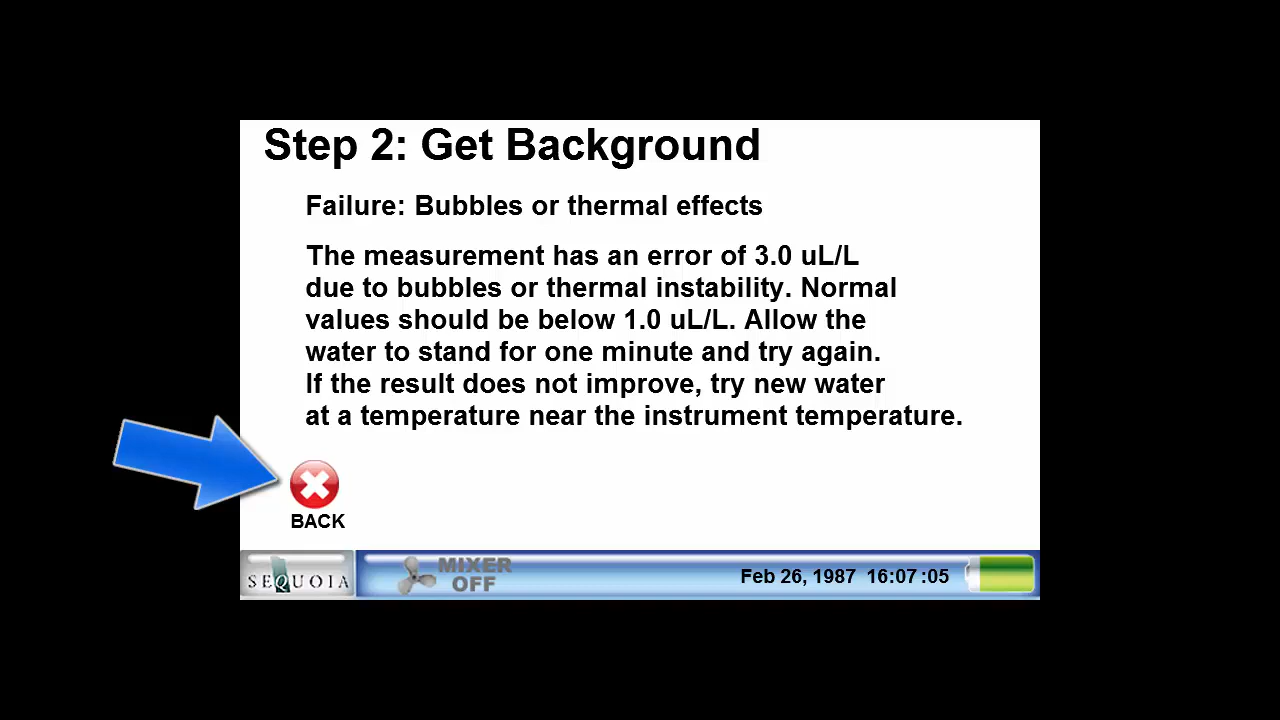 Step 2: Get Background
Failure: Bubbles or thermal effects
The measurement has an error of 3.0 uL/L
due to bubbles or thermal instability. Normal
values should be below 1.0 uL/L. Allow the
water to stand for one minute and try again.
If the result does not improve, try new water
at a temperature near the instrument temperature.
BACK
SEQUOIA
MIXER
OFF
Feb 26, 1987 16:07:05